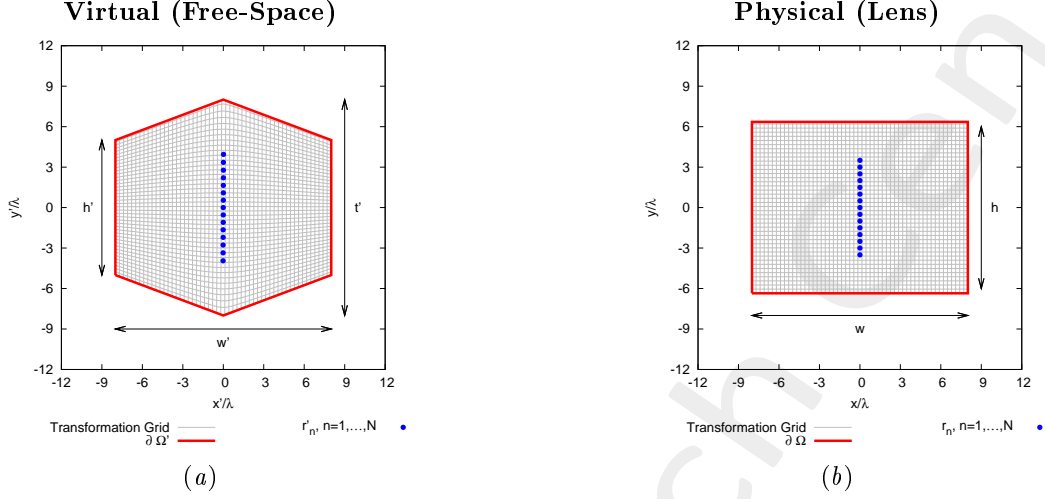 Virtual (Free-Space)
12
9
6
3
0
-3
-6
-9
-12
-12 -9 -6 -3 0 3 6 9 12
y'/λ
x'/λ
h'
t'
w'
Transformation Grid
∂ Ω'
r'n, n=1,...,N
(a)
Physical (Lens)
12
9
6
3
0
-3
-6
-9
-12
-12 -9 -6 -3 0 3 6 9 12
y/λ
x/λ
h
w
Transformation Grid
∂ Ω
rn, n=1,...,N
(b)